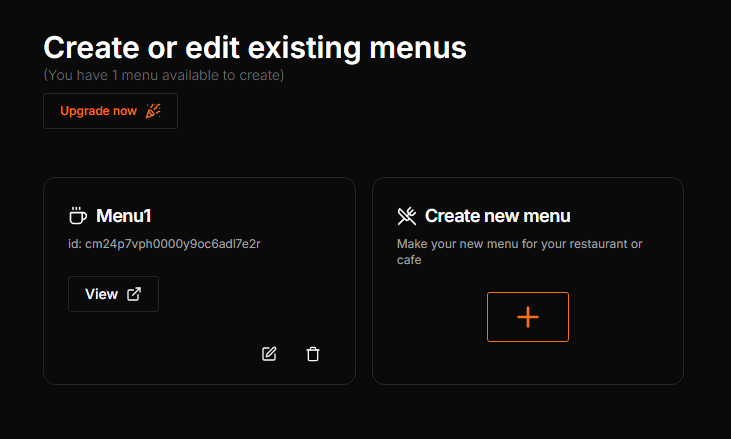 Create or edit existing menus
(You have 1 menu available to create)
Upgrade now
Menu1
id: cm24p7vph0000y9oc6adl7e2r
View
Create new menu
Make your new menu for your restaurant or
cafe